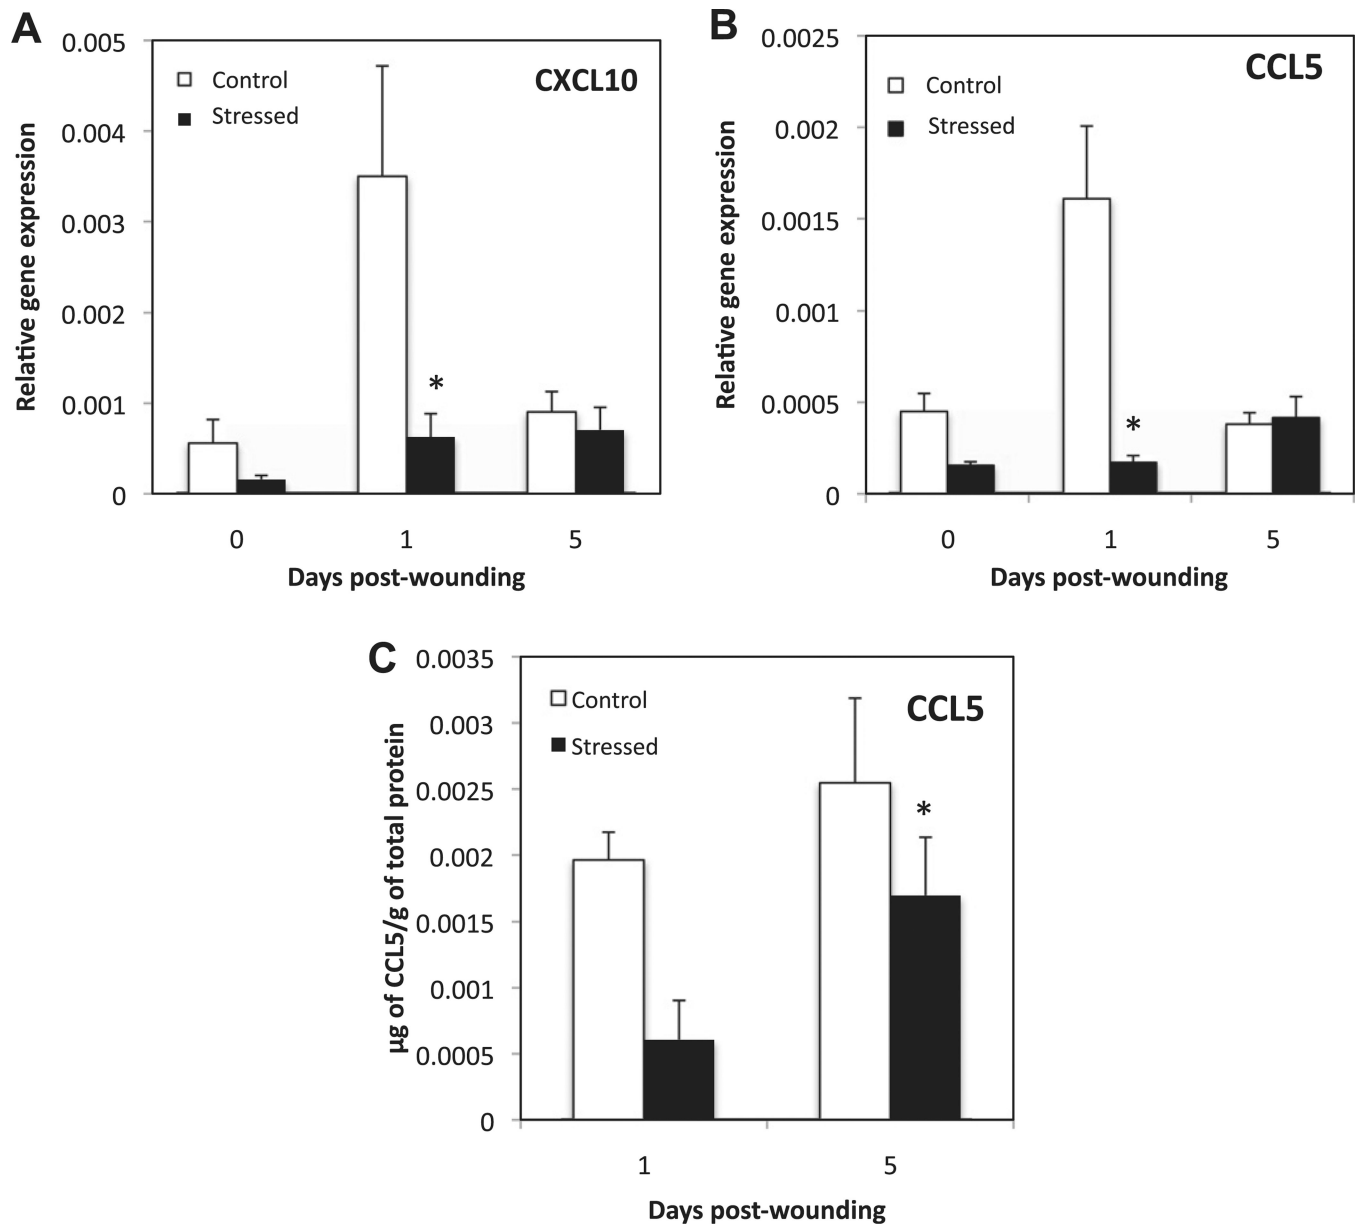 A
CXCL10
Control
Stressed
Relative gene expression
0.005
0.004
0.003
0.002
0.001
0
*
0
1
5
Days post-wounding
B
CCL5
Control
Stressed
Relative gene expression
0.0025
0.002
0.0015
0.001
0.0005
0
*
0
1
5
Days post-wounding
C
CCL5
Control
Stressed
µg of CCL5/g of total protein
0.0035
0.003
0.0025
0.002
0.0015
0.001
0.0005
0
*
1
5
Days post-wounding